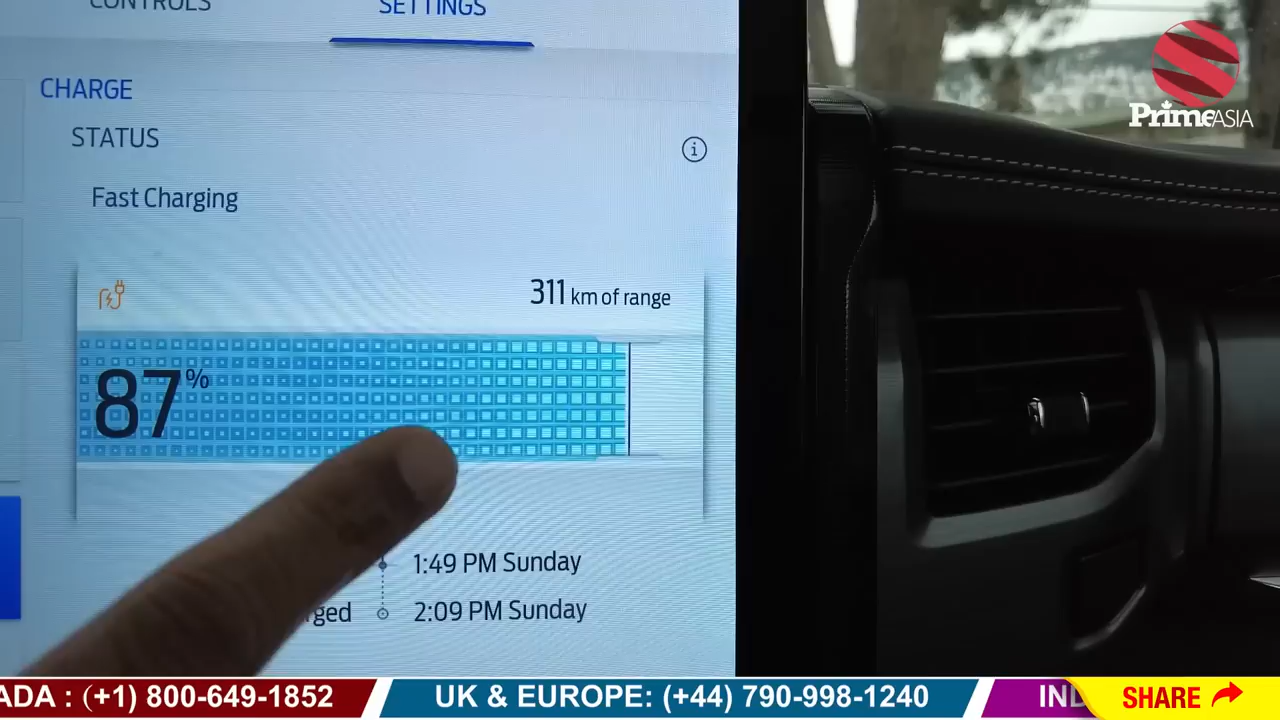 CONTROLS
SETTINGS
CHARGE
STATUS
Fast Charging
311 km of range
87%
1:49 PM Sunday
2:09 PM Sunday
PrimeASIA
(+1) 800-649-1852
UK & EUROPE: (+44) 790-998-1240
SHARE